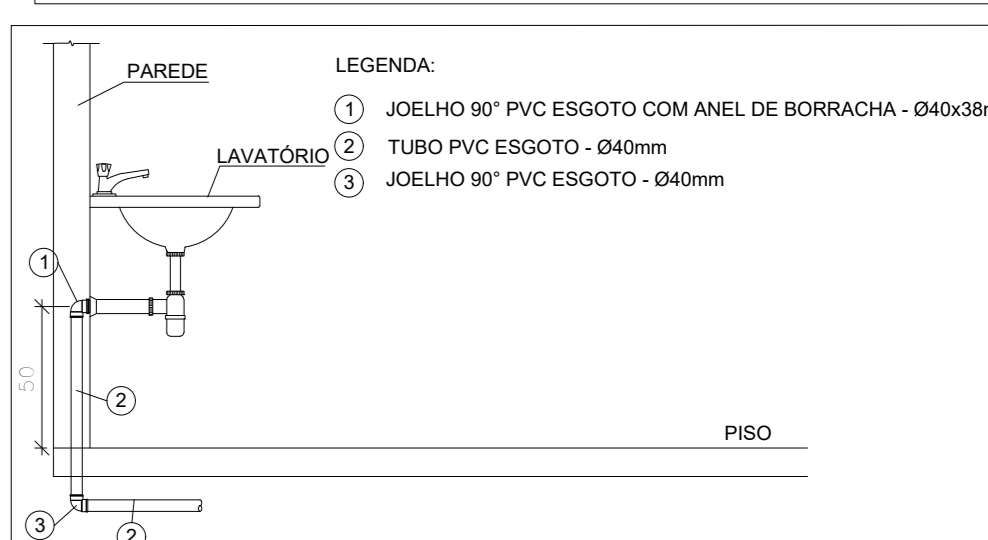 PAREDE
LEGENDA:
1 JOELHO 90° PVC ESGOTO COM ANEL DE BORRACHA - Ø40x38m
LAVATÓRIO
2 TUBO PVC ESGOTO - Ø40mm
3 JOELHO 90° PVC ESGOTO - Ø40mm
1
50
2
PISO
3
2